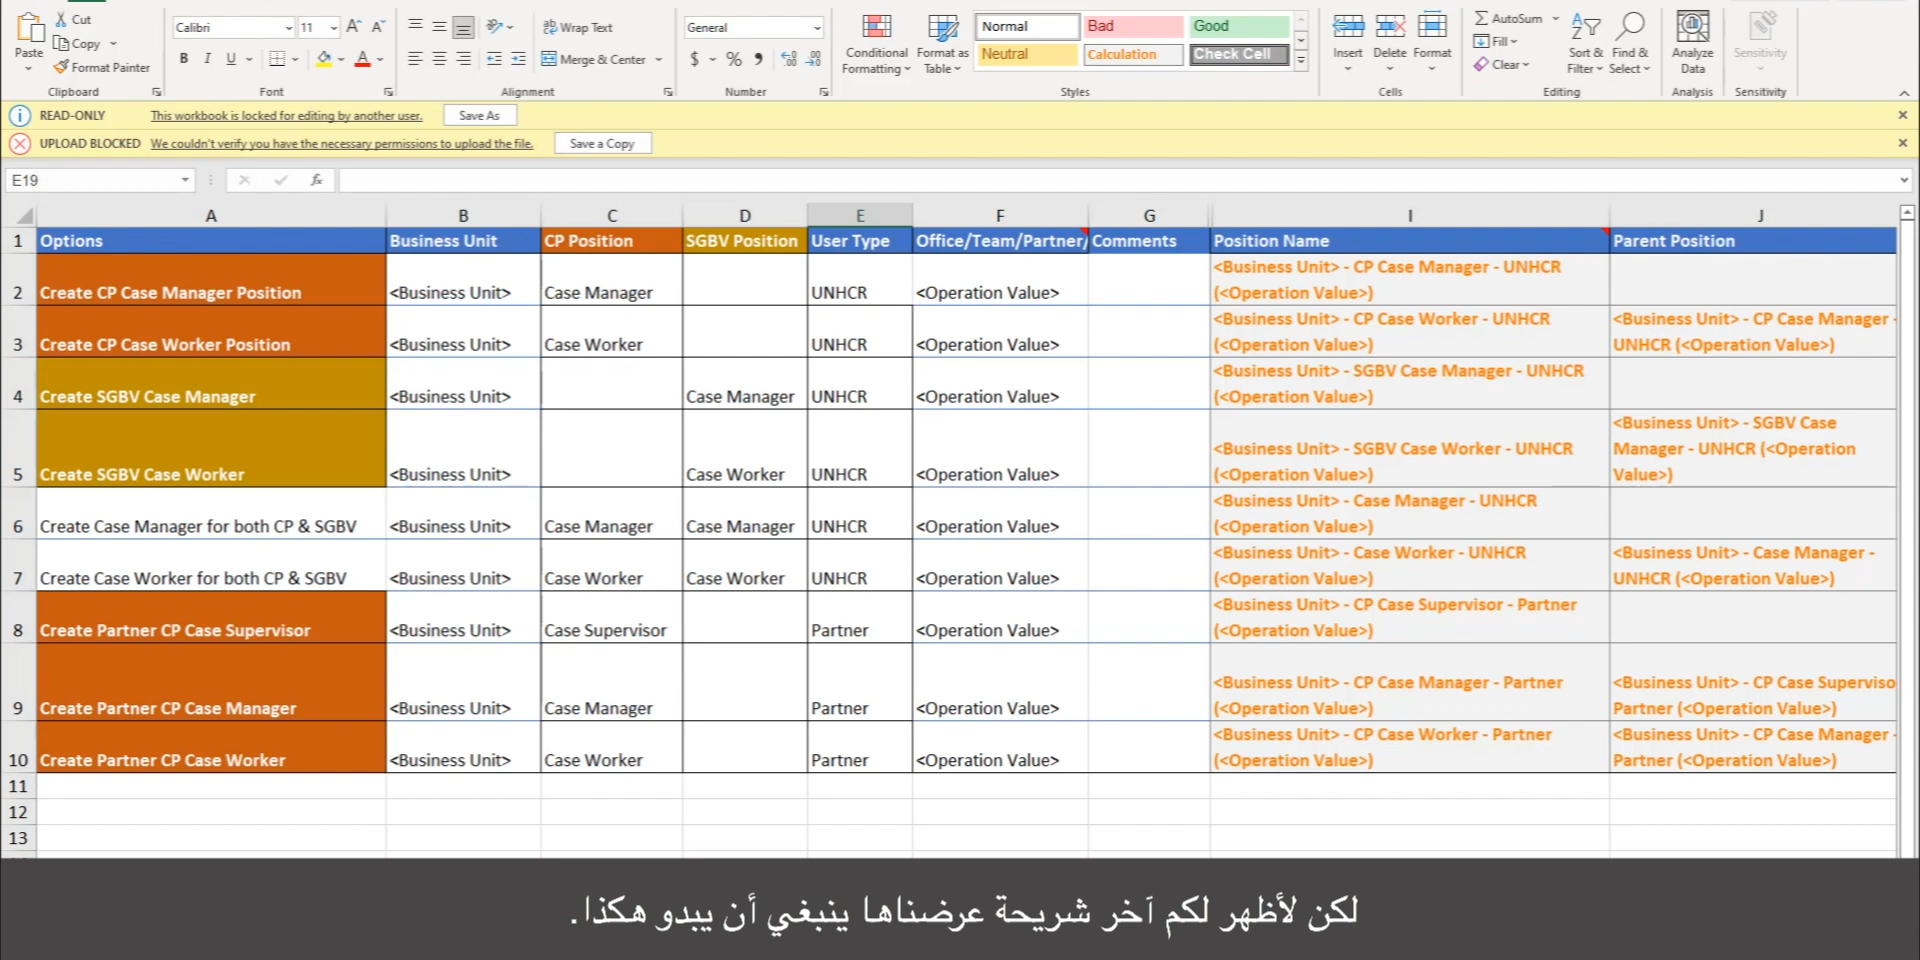 Paste
Cut
Copy
Format Painter
Clipboard
Calibri
11
B I U
Font
Wrap Text
Merge & Center
Alignment
General
$ % 9
Number
Conditional Formatting
Format as Table
Normal Bad Good
Neutral Calculation Check Cell
Styles
Insert Delete Format
Cells
AutoSum
Fill
Clear
Sort & Filter
Find & Select
Editing
Analyze Data
Analysis
Sensitivity
Sensitivity
READ-ONLY This workbook is locked for editing by another user. Save As
UPLOAD BLOCKED We couldn't verify you have the necessary permissions to upload the file. Save a Copy
E19 fx
A B C D E F G I J
1 Options Business Unit CP Position SGBV Position User Type Office/Team/Partner/ Comments Position Name Parent Position
2 Create CP Case Manager Position <Business Unit> Case Manager UNHCR <Operation Value> <Business Unit> - CP Case Manager - UNHCR (<Operation Value>)
3 Create CP Case Worker Position <Business Unit> Case Worker UNHCR <Operation Value> <Business Unit> - CP Case Worker - UNHCR (<Operation Value>) <Business Unit> - CP Case Manager - UNHCR (<Operation Value>)
4 Create SGBV Case Manager <Business Unit> Case Manager UNHCR <Operation Value> <Business Unit> - SGBV Case Manager - UNHCR (<Operation Value>)
5 Create SGBV Case Worker <Business Unit> Case Worker UNHCR <Operation Value> <Business Unit> - SGBV Case Worker - UNHCR (<Operation Value>) <Business Unit> - SGBV Case Manager - UNHCR (<Operation Value>)
6 Create Case Manager for both CP & SGBV <Business Unit> Case Manager Case Manager UNHCR <Operation Value> <Business Unit> - Case Manager - UNHCR (<Operation Value>)
7 Create Case Worker for both CP & SGBV <Business Unit> Case Worker Case Worker UNHCR <Operation Value> <Business Unit> - Case Worker - UNHCR (<Operation Value>) <Business Unit> - Case Manager - UNHCR (<Operation Value>)
8 Create Partner CP Case Supervisor <Business Unit> Case Supervisor Partner <Operation Value> <Business Unit> - CP Case Supervisor - Partner (<Operation Value>)
9 Create Partner CP Case Manager <Business Unit> Case Manager Partner <Operation Value> <Business Unit> - CP Case Manager - Partner (<Operation Value>) <Business Unit> - CP Case Superviso Partner (<Operation Value>)
10 Create Partner CP Case Worker <Business Unit> Case Worker Partner <Operation Value> <Business Unit> - CP Case Worker - Partner (<Operation Value>) <Business Unit> - CP Case Manager - Partner (<Operation Value>)
11
12
13
لكن لأظهر لكم آخر شريحة عرضناها ينبغي أن يبدو هكذا.